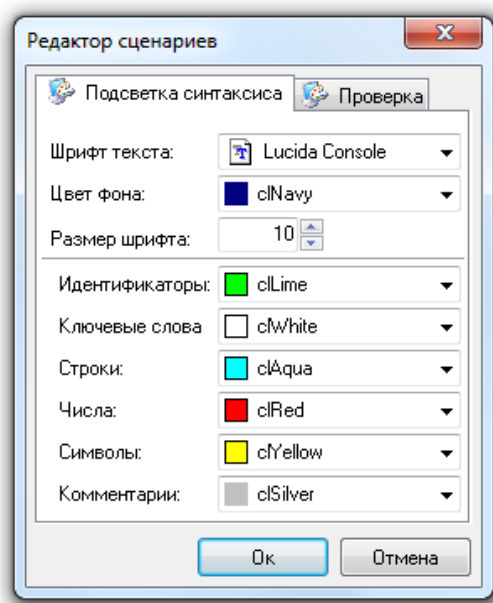 Редактор сценариев
Подсветка синтаксиса Проверка
Шрифт текста: Lucida Console
Цвет фона: clNavy
Размер шрифта: 10
Идентификаторы: clLime
Ключевые слова clWhite
Строки: clAqua
Числа: clRed
Символы: clYellow
Комментарии: clSilver
Ок Отмена